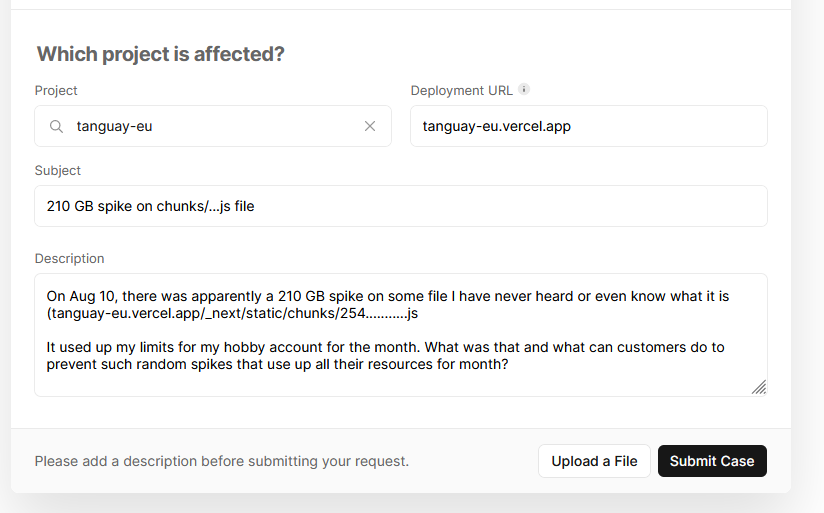 Which project is affected?
Project
Deployment URL
tanguay-eu
tanguay-eu.vercel.app
Subject
210 GB spike on chunks/...js file
Description
On Aug 10, there was apparently a 210 GB spike on some file I have never heard or even know what it is
(tanguay-eu.vercel.app/_next/static/chunks/254...........js
It used up my limits for my hobby account for the month. What was that and what can customers do to
prevent such random spikes that use up all their resources for month?
Please add a description before submitting your request.
Upload a File
Submit Case